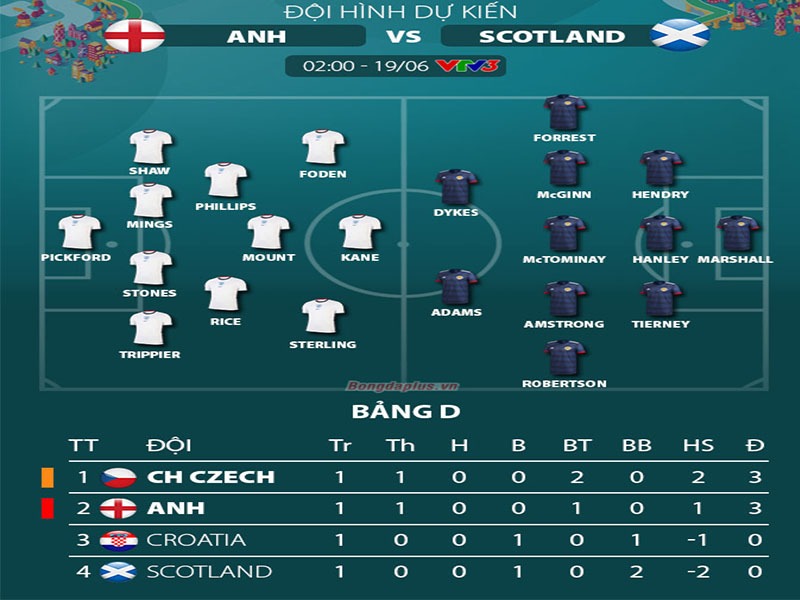 ĐỘI HÌNH DỰ KIẾN
ANH VS SCOTLAND
02:00 - 19/06 VTV3
FORREST
SHAW
FODEN
McGINN HENDRY
PHILLIPS
DYKES
MINGS
PICKFORD MOUNT KANE McTOMINAY HANLEY MARSHALL
STONES
ADAMS
RICE
AMSTRONG TIERNEY
STERLING
TRIPPIER
ROBERTSON
Bongdaplus.vn
BẢNG D
TT ĐỘI Tr Th H B BT BB HS Đ
1 CH CZECH 1 1 0 0 2 0 2 3
2 ANH 1 1 0 0 1 0 1 3
3 CROATIA 1 0 0 1 0 1 -1 0
4 SCOTLAND 1 0 0 1 0 2 -2 0